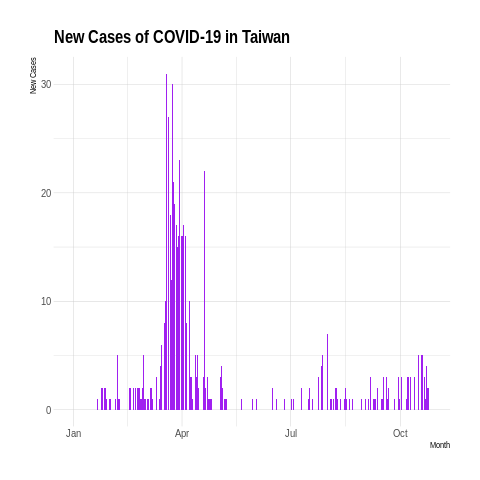 New Cases of COVID-19 in Taiwan
New Cases
30
20
10
0
Jan Apr Jul Oct
Month